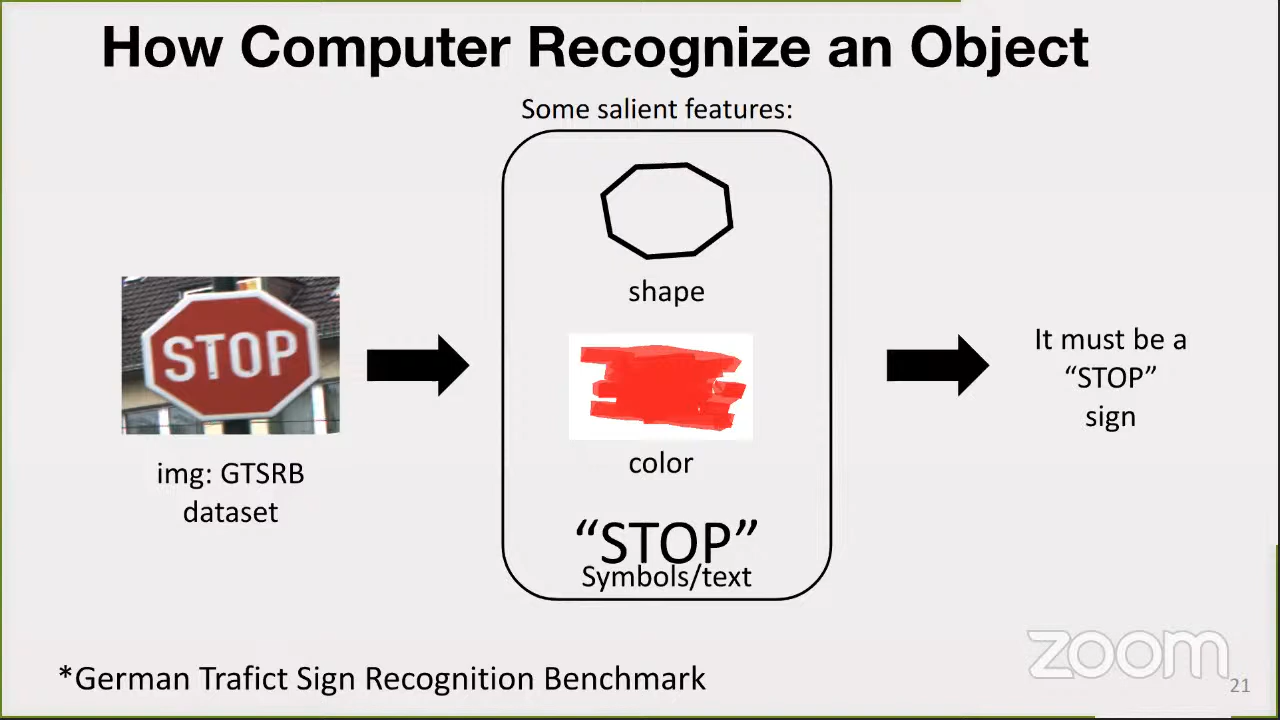 How Computer Recognize an Object
Some salient features:
shape
STOP
color
It must be a
“STOP”
sign
img: GTSRB
dataset
“STOP”
Symbols/text
*German Trafict Sign Recognition Benchmark
zoom
21